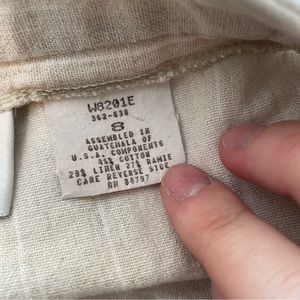 W8201E
362-638
8
ASSEMBLED IN
GUATEMALA OF
U.S.A. COMPONENTS
45% COTTON
28% LINEN 27% RAMIE
CARE REVERSE SIDE
RN 86797